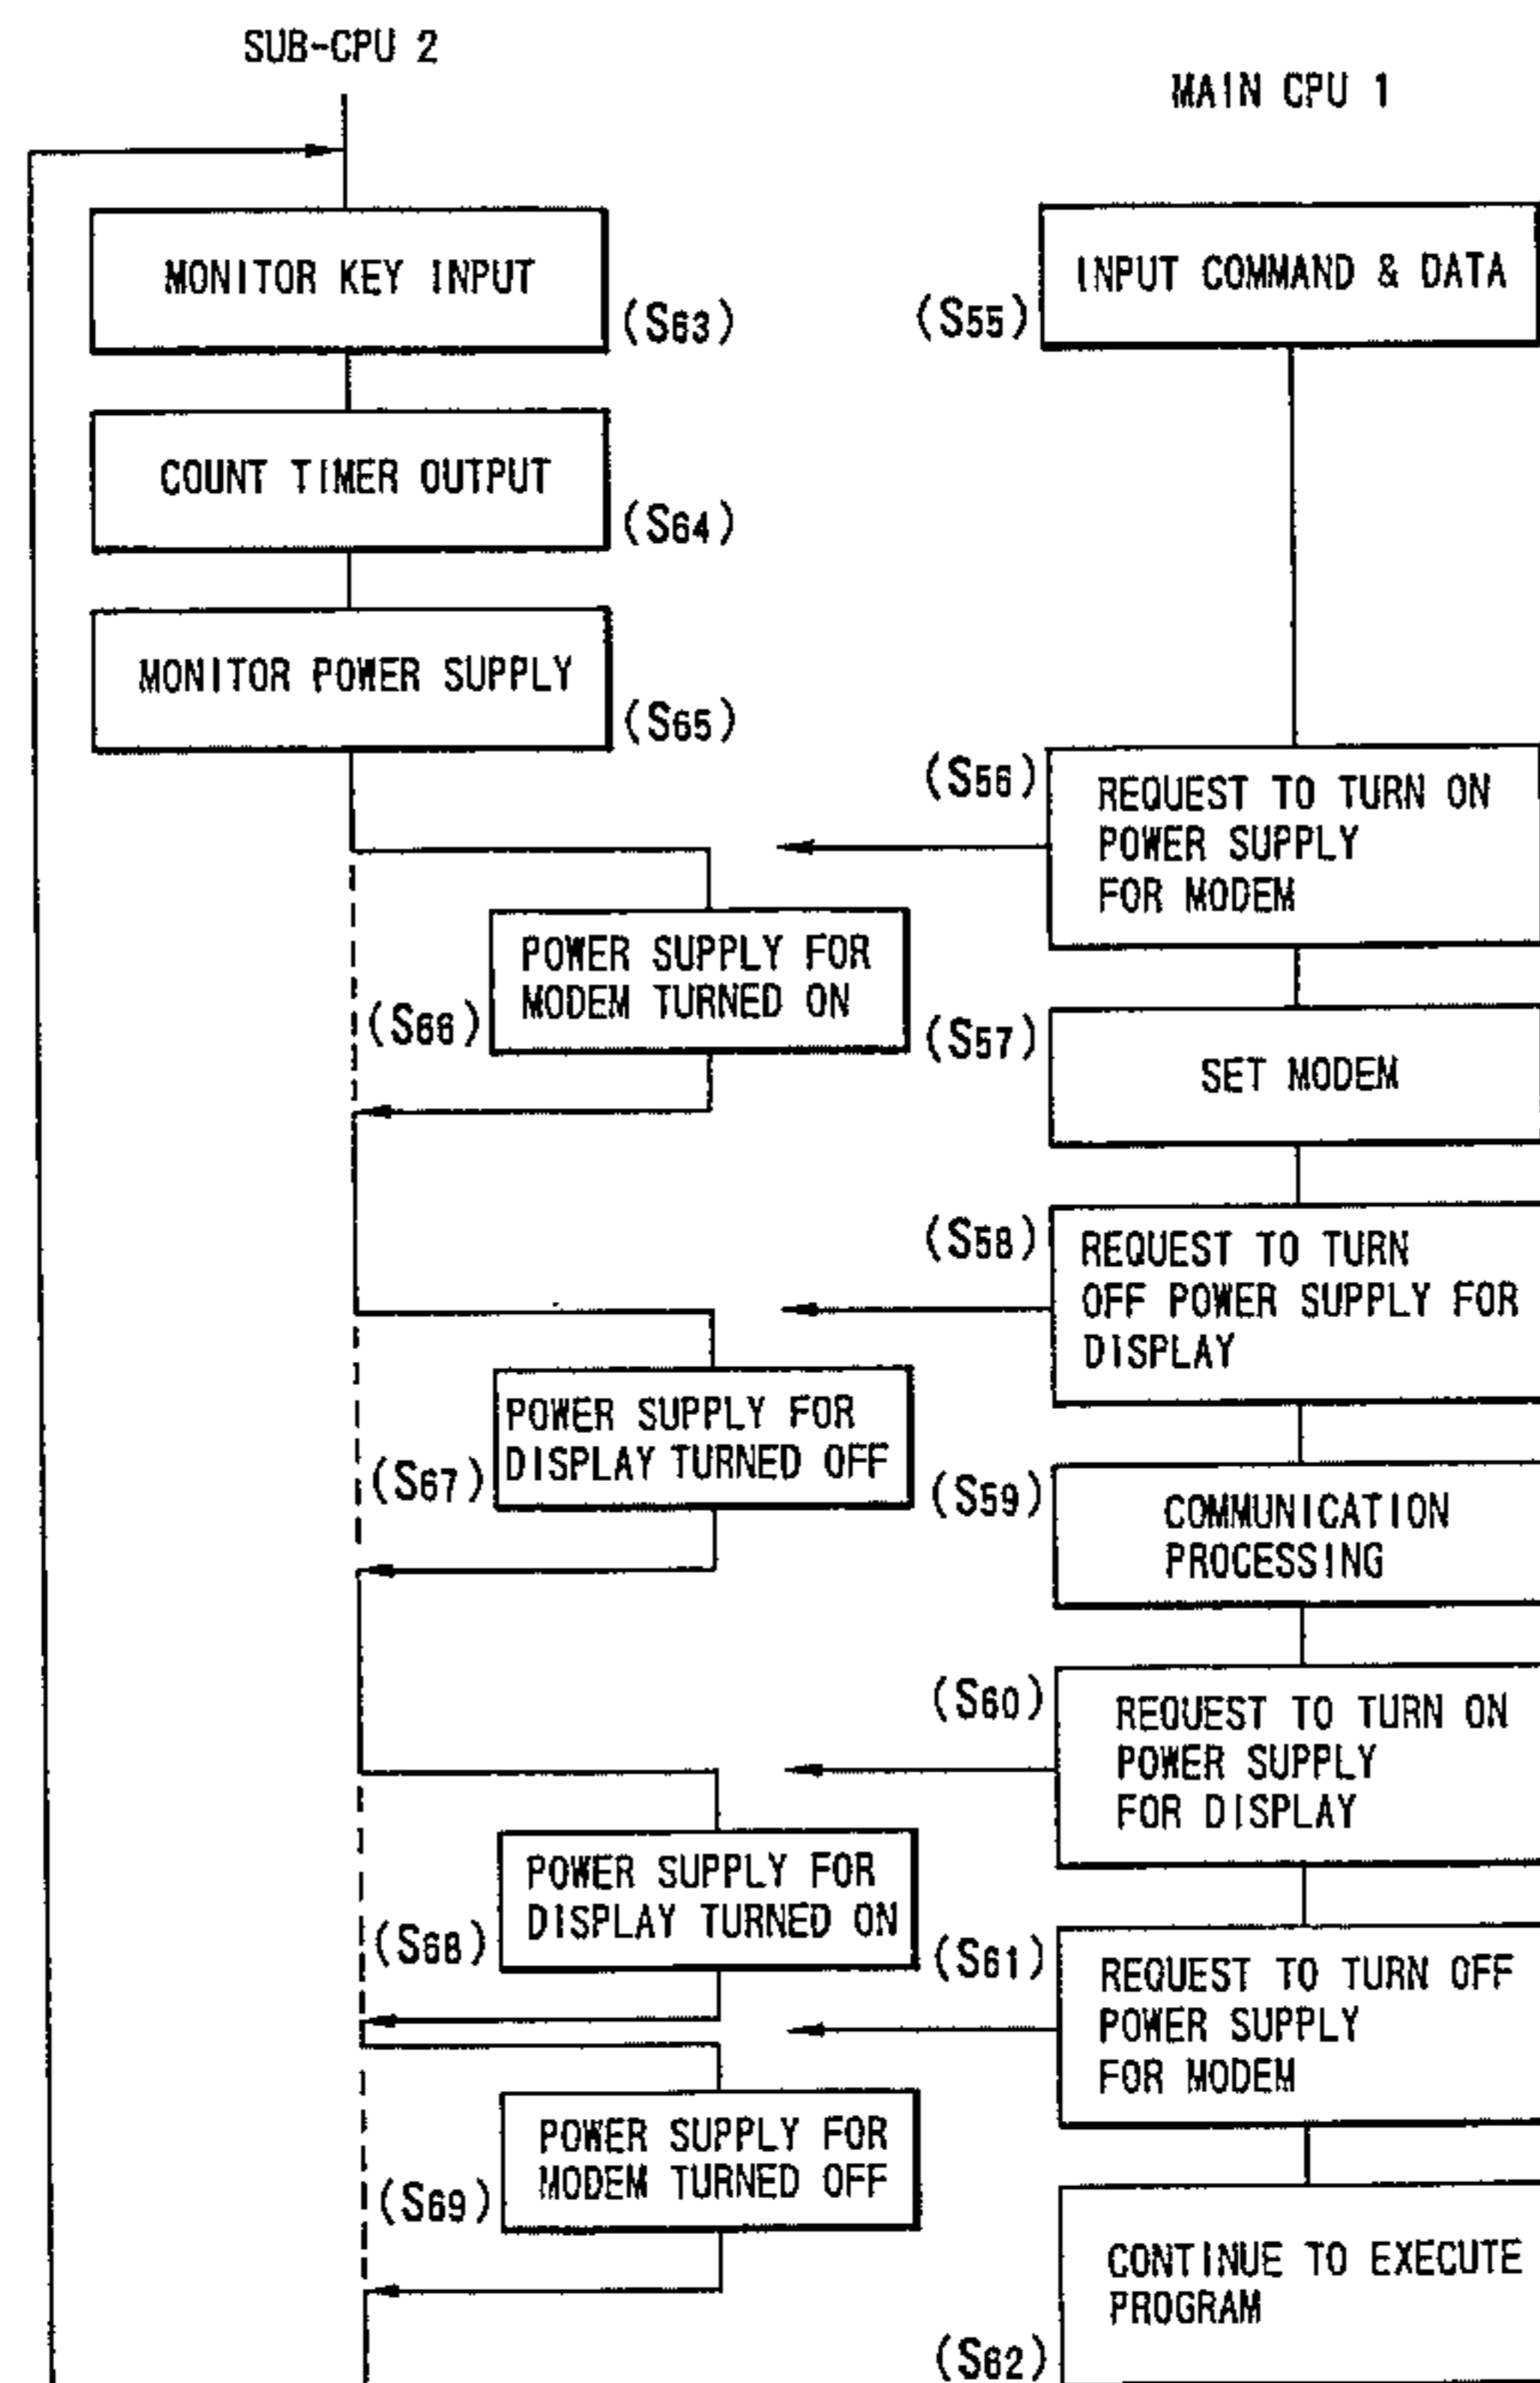 SUB-CPU 2
MAIN CPU 1
MONITOR KEY INPUT
(S63)
(S55)
INPUT COMMAND & DATA
COUNT TIMER OUTPUT
(S64)
MONITOR POWER SUPPLY
(S65)
(S56)
REQUEST TO TURN ON
POWER SUPPLY
FOR MODEM
POWER SUPPLY FOR
MODEM TURNED ON
(S66)
(S57)
SET MODEM
(S58)
REQUEST TO TURN
OFF POWER SUPPLY FOR
DISPLAY
POWER SUPPLY FOR
DISPLAY TURNED OFF
(S67)
(S59)
COMMUNICATION
PROCESSING
(S60)
REQUEST TO TURN ON
POWER SUPPLY
FOR DISPLAY
POWER SUPPLY FOR
DISPLAY TURNED ON
(S68)
(S61)
REQUEST TO TURN OFF
POWER SUPPLY
FOR MODEM
POWER SUPPLY FOR
MODEM TURNED OFF
(S69)
CONTINUE TO EXECUTE
PROGRAM
(S62)